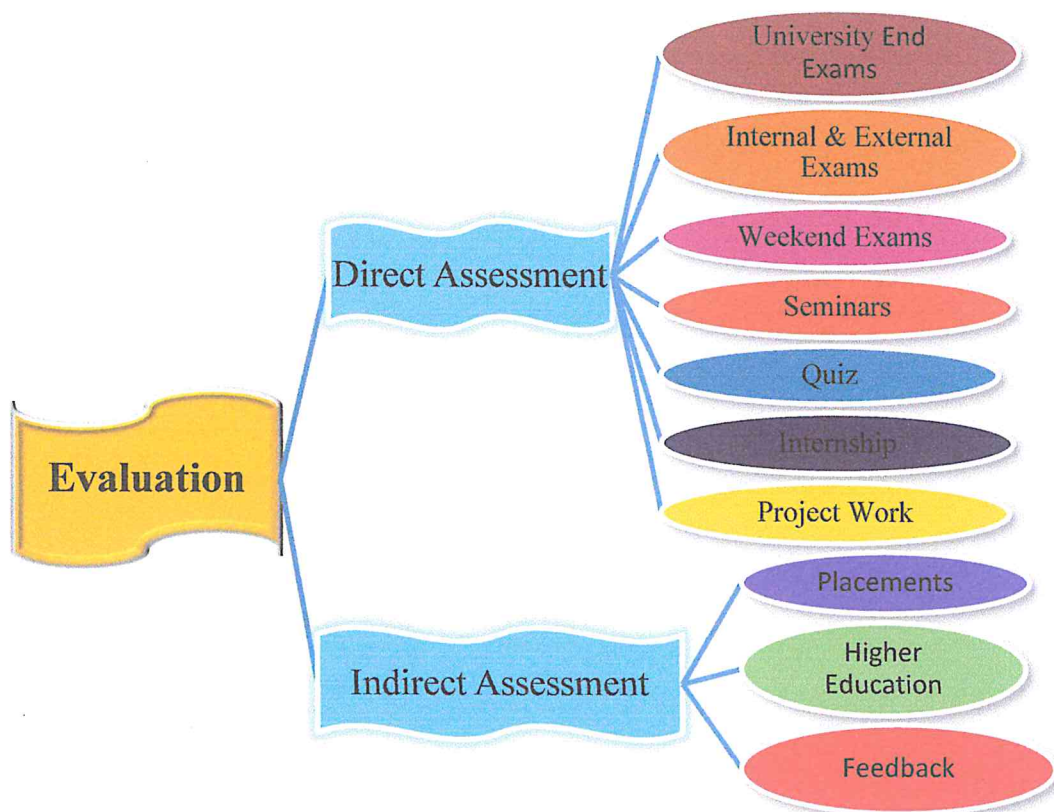 University End
Exams
Internal & External
Exams
Weekend Exams
Direct Assessment
Seminars
Quiz
Internship
Evaluation
Project Work
Placements
Higher
Education
Indirect Assessment
Feedback